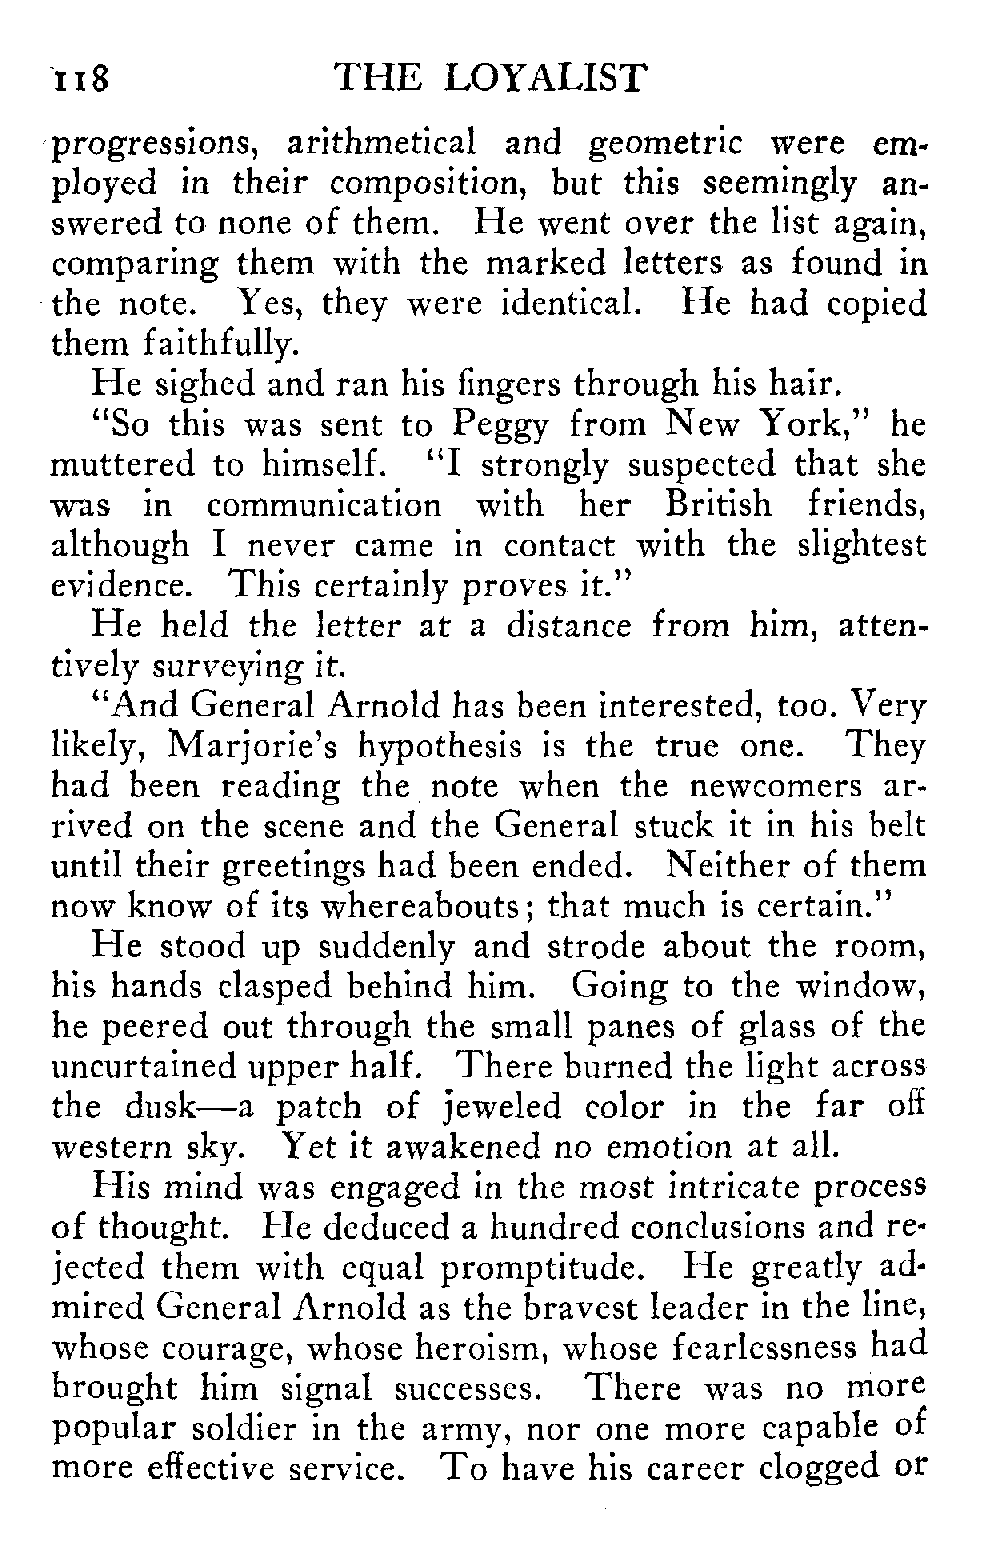 118 THE LOYALIST
progressions, arithmetical and geometric were em-
ployed in their composition, but this seemingly an-
swered to none of them. He went over the list again,
comparing them with the marked letters as found in
the note. Yes, they were identical. He had copied
them faithfully.
He sighed and ran his fingers through his hair.
"So this was sent to Peggy from New York," he
muttered to himself. "I strongly suspected that she
was in communication with her British friends,
although I never came in contact with the slightest
evidence. This certainly proves it."
He held the letter at a distance from him, atten-
tively surveying it.
"And General Arnold has been interested, too. Very
likely, Marjorie's hypothesis is the true one. They
had been reading the note when the newcomers ar-
rived on the scene and the General stuck it in his belt
until their greetings had been ended. Neither of them
now know of its whereabouts; that much is certain."
He stood up suddenly and strode about the room,
his hands clasped behind him. Going to the window,
he peered out through the small panes of glass of the
uncurtained upper half. There burned the light across
the dusk—a patch of jeweled color in the far off
western sky. Yet it awakened no emotion at all.
His mind was engaged in the most intricate process
of thought. He deduced a hundred conclusions and re-
jected them with equal promptitude. He greatly ad-
mired General Arnold as the bravest leader in the line,
whose courage, whose heroism, whose fearlessness had
brought him signal successes. There was no more
popular soldier in the army, nor one more capable of
more effective service. To have his career clogged or